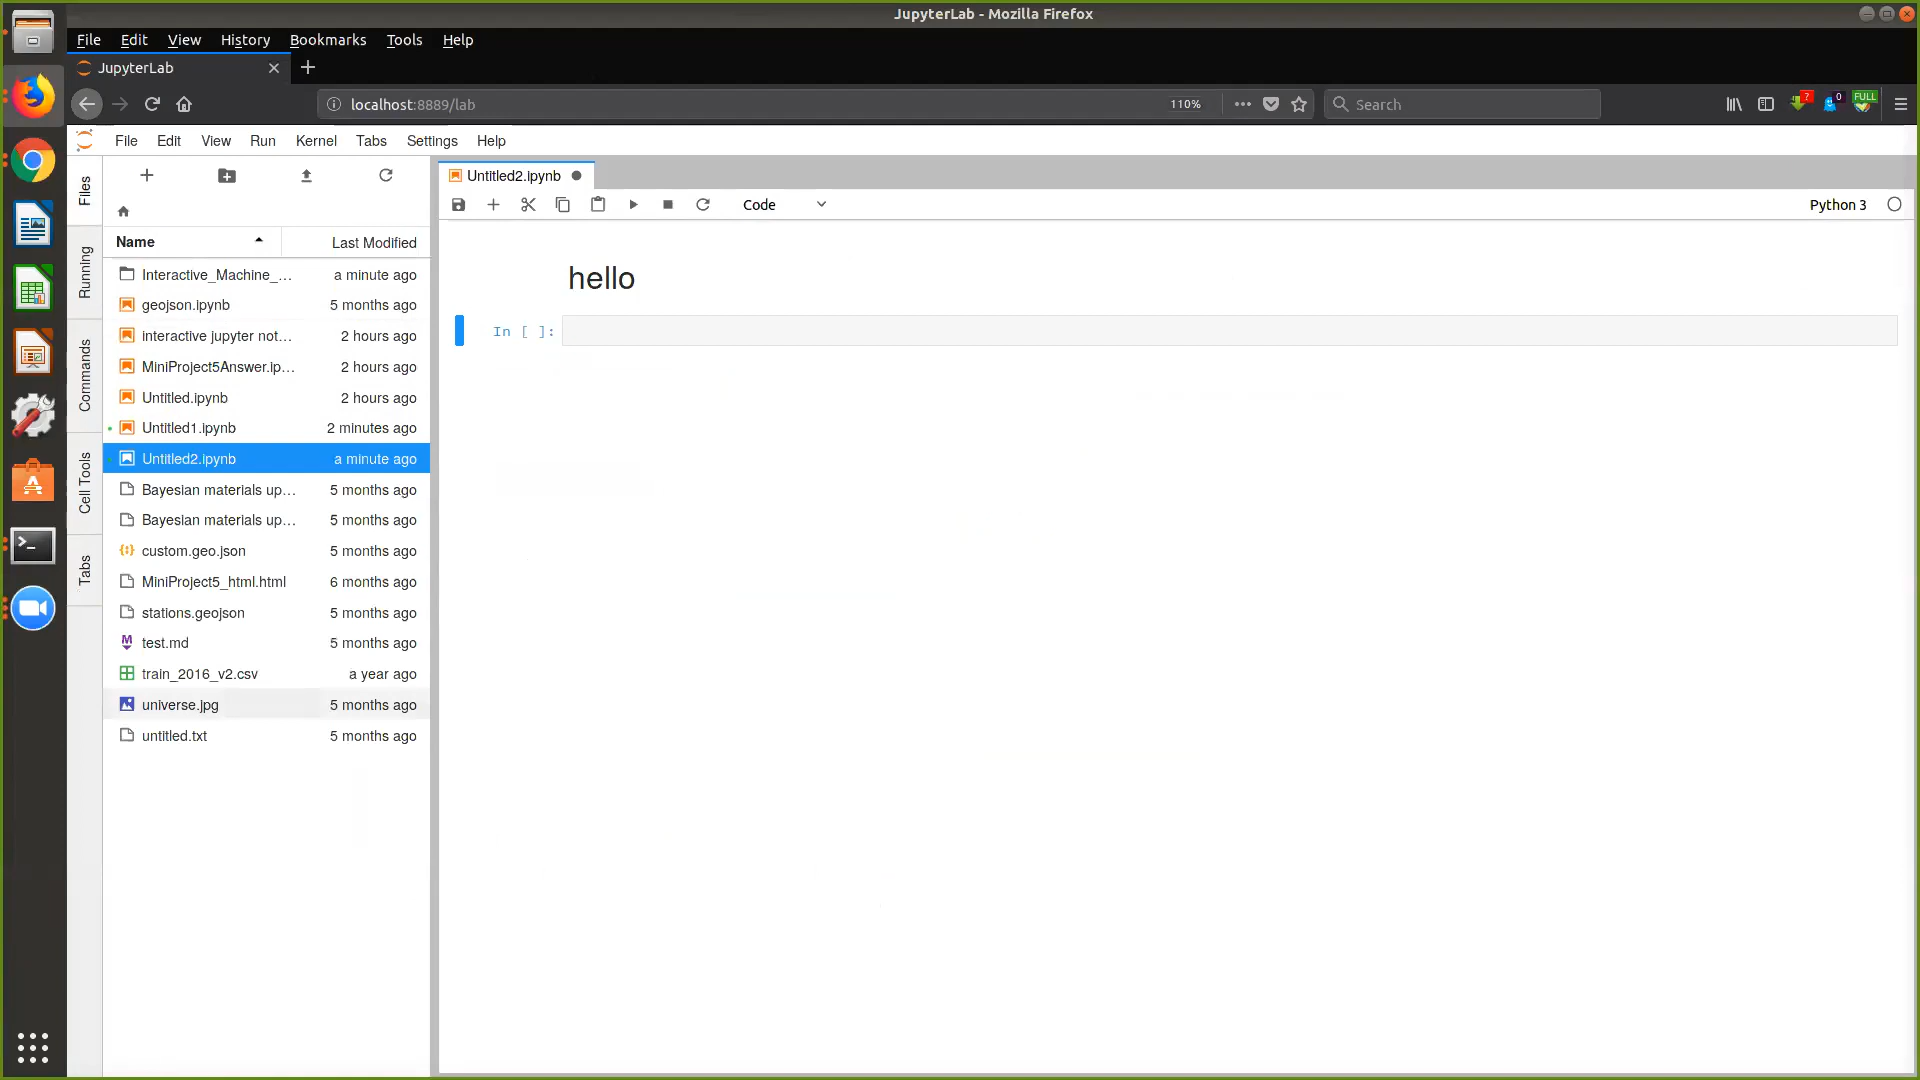 JupyterLab - Mozilla Firefox
File Edit View History Bookmarks Tools Help
JupyterLab
localhost:8889/lab 110% Search 7 0 FULL
File Edit View Run Kernel Tabs Settings Help
Files
Running
Commands
Cell Tools
Tabs
Name Last Modified
Interactive_Machine_... a minute ago
geojson.ipynb 5 months ago
interactive jupyter not... 2 hours ago
MiniProject5Answer.ip... 2 hours ago
Untitled.ipynb 2 hours ago
Untitled1.ipynb 2 minutes ago
Untitled2.ipynb a minute ago
Bayesian materials up... 5 months ago
Bayesian materials up... 5 months ago
custom.geo.json 5 months ago
MiniProject5_html.html 6 months ago
stations.geojson 5 months ago
test.md 5 months ago
train_2016_v2.csv a year ago
universe.jpg 5 months ago
untitled.txt 5 months ago
Untitled2.ipynb
Code Python 3
hello
In [ ]: